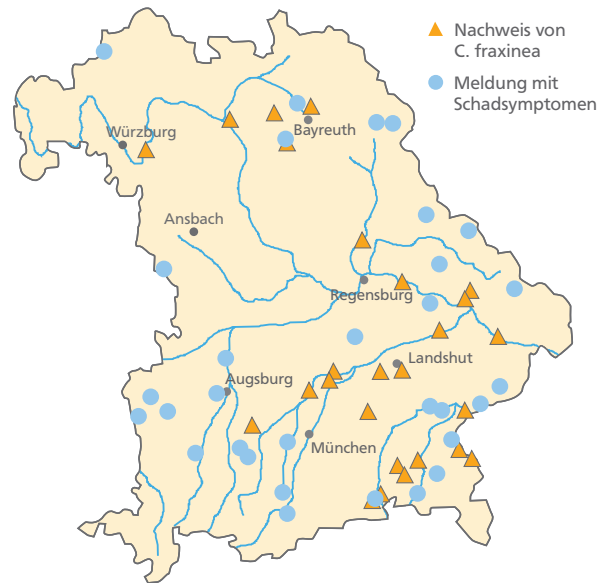 Nachweis von
C. fraxinea
Meldung mit
Schadsymptomen
Würzburg
Bayreuth
Ansbach
Regensburg
Landshut
Augsburg
München